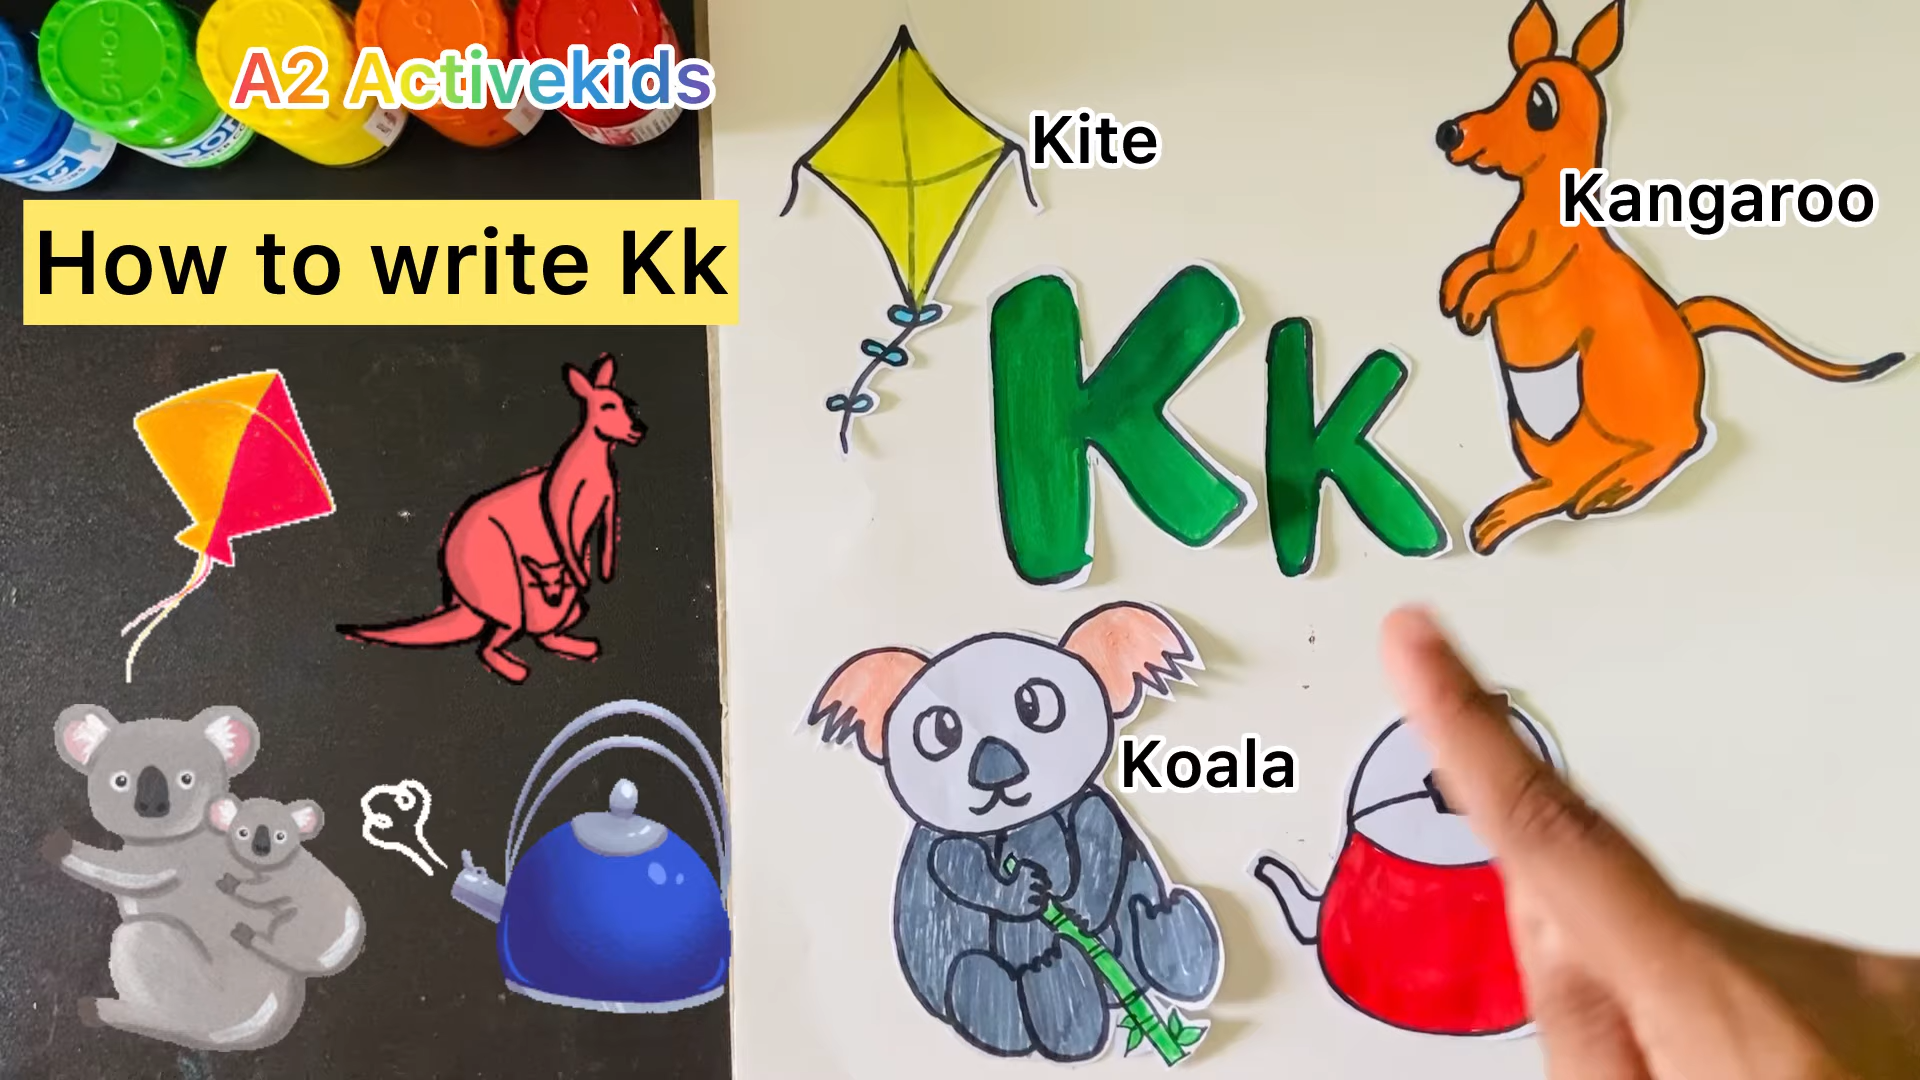 A2 Activekids
How to write Kk
Kite
Kangaroo
Kk
Koala